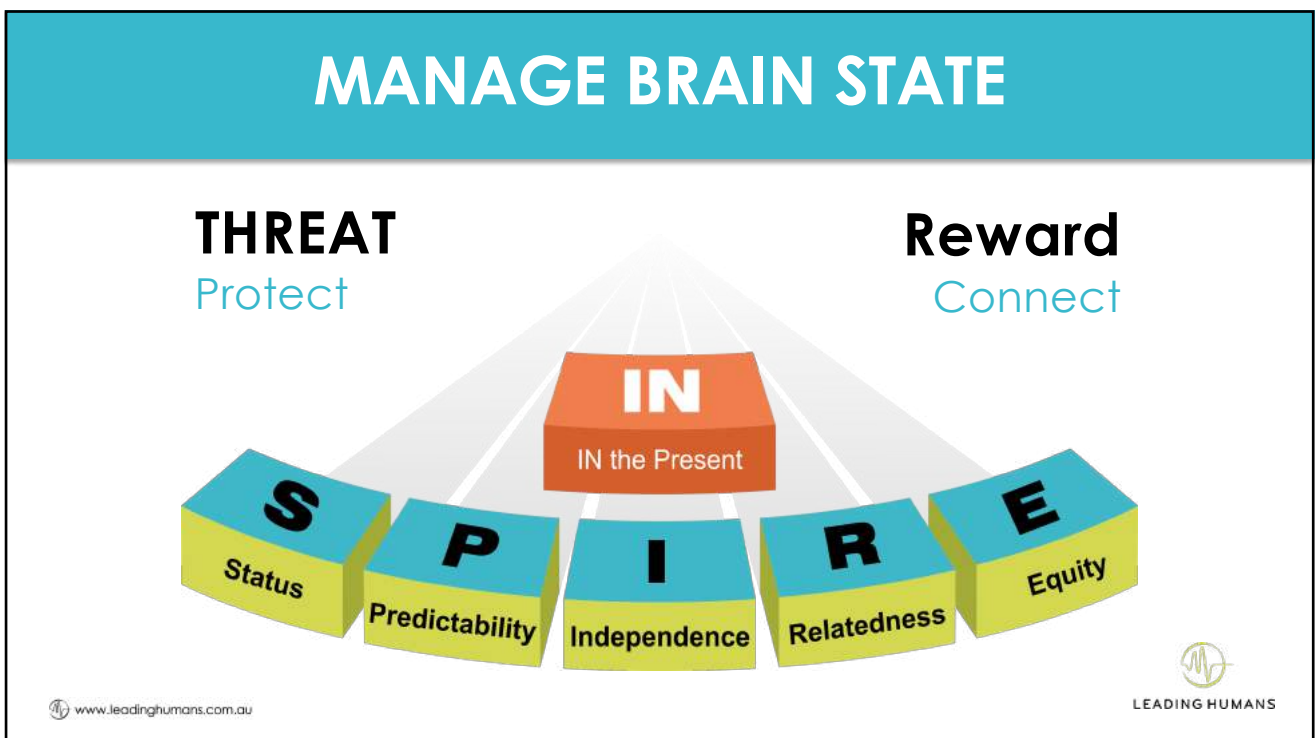 MANAGE BRAIN STATE
THREAT
Protect
Reward
Connect
IN
IN the Present
S
Status
P
Predictability
I
Independence
R
Relatedness
E
Equity
www.leadinghumans.com.au
LEADING HUMANS